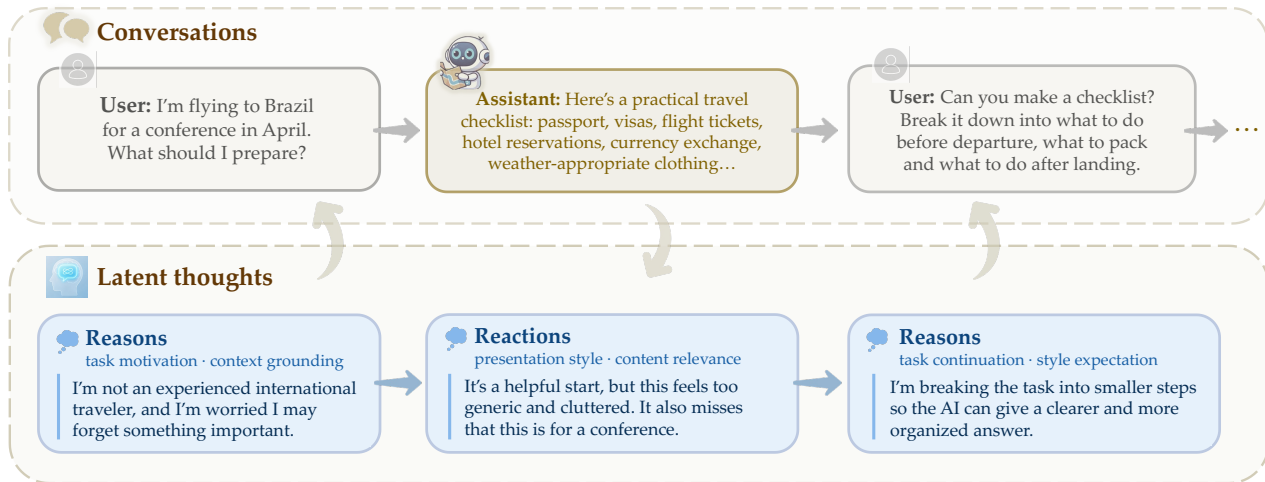 Conversations
User: I'm flying to Brazil
for a conference in April.
What should I prepare?
Assistant: Here's a practical travel
checklist: passport, visas, flight tickets,
hotel reservations, currency exchange,
weather-appropriate clothing…
User: Can you make a checklist?
Break it down into what to do
before departure, what to pack
and what to do after landing.
…
Latent thoughts
Reasons
task motivation · context grounding
I'm not an experienced international
traveler, and I'm worried I may
forget something important.
Reactions
presentation style · content relevance
It's a helpful start, but this feels too
generic and cluttered. It also misses
that this is for a conference.
Reasons
task continuation · style expectation
I'm breaking the task into smaller steps
so the AI can give a clearer and more
organized answer.